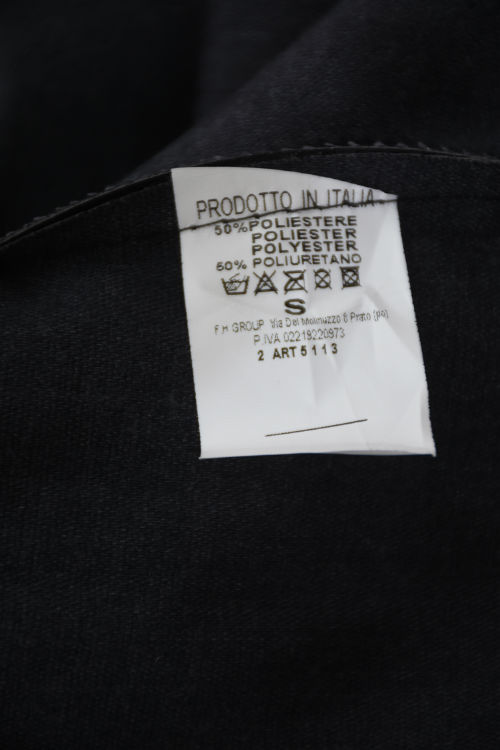 PRODOTTO IN ITALIA
50% POLIESTERE
POLIESTER
POLYESTER
50% POLIURETANO
S
F.H GROUP Via Del Molinuzzo 6 Prato (po)
P.IVA 02218220973
2 ART 5 1 1 3